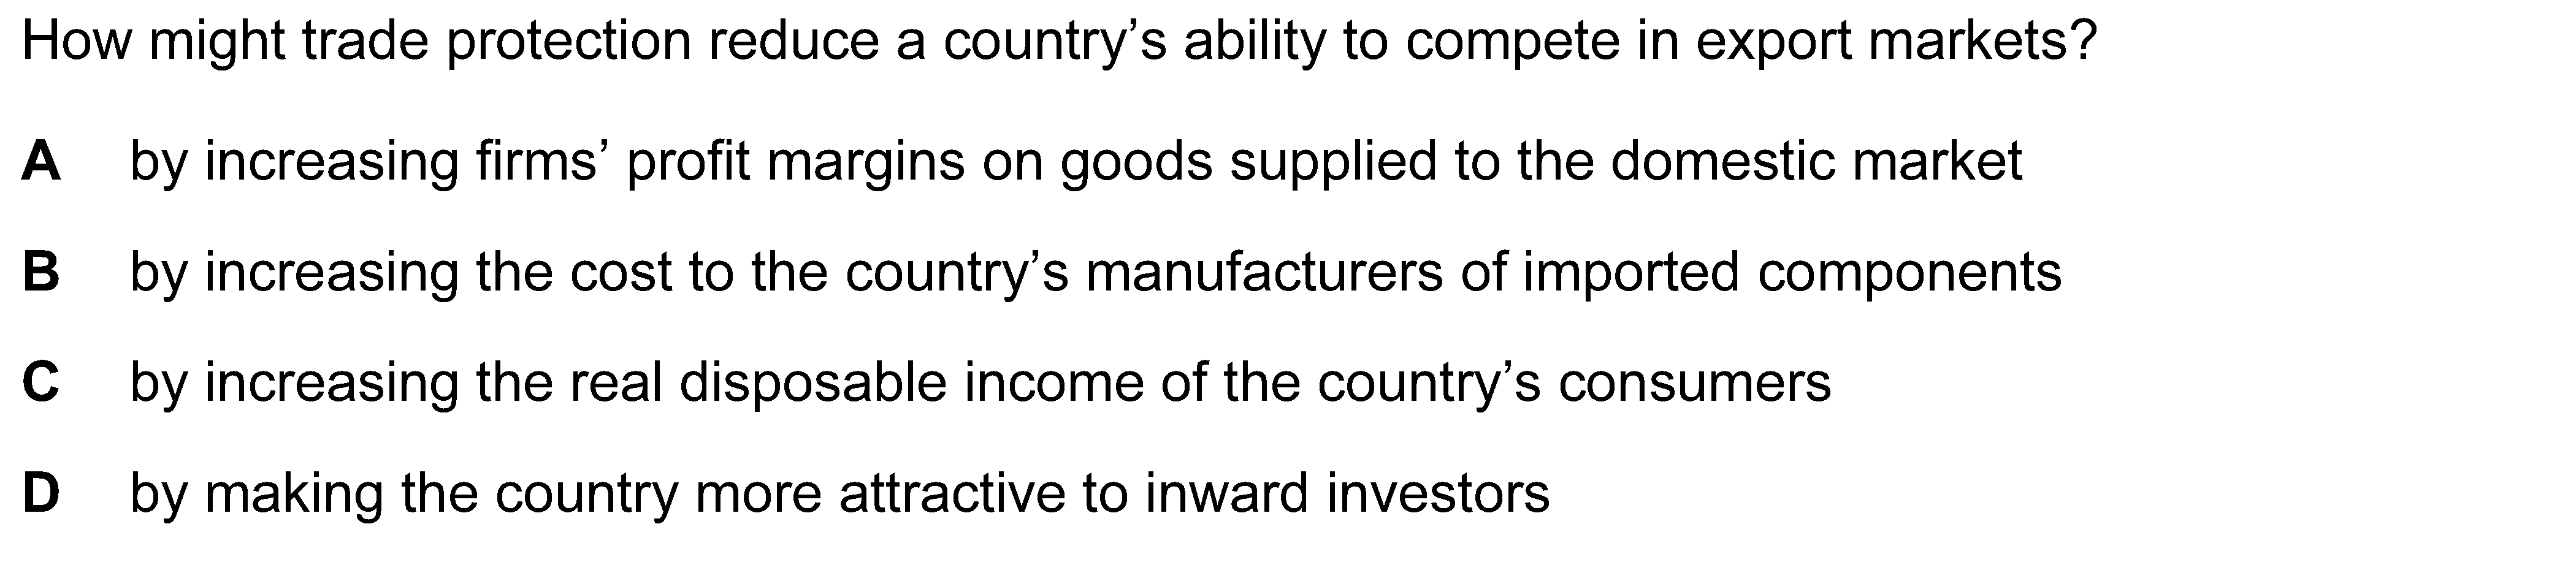 How might trade protection reduce a country’s ability to compete in export markets?
A by increasing firms’ profit margins on goods supplied to the domestic market
B by increasing the cost to the country’s manufacturers of imported components
C by increasing the real disposable income of the country’s consumers
D by making the country more attractive to inward investors